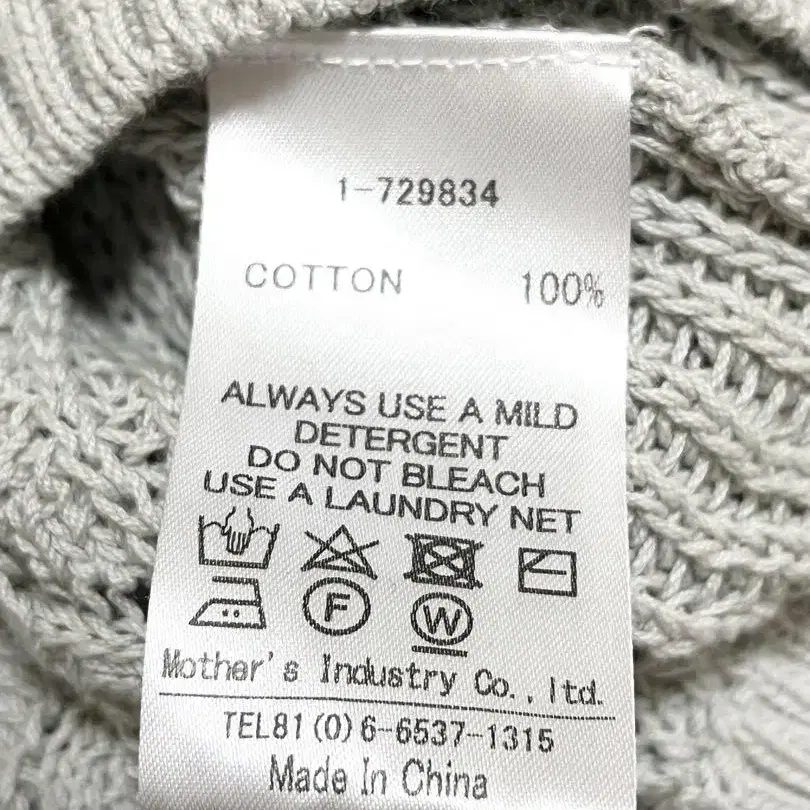 1-729834
COTTON 100%
ALWAYS USE A MILD
DETERGENT
DO NOT BLEACH
USE A LAUNDRY NET
F W
Mother's Industry Co., ltd.
TEL81(0)6-6537-1315
Made In China